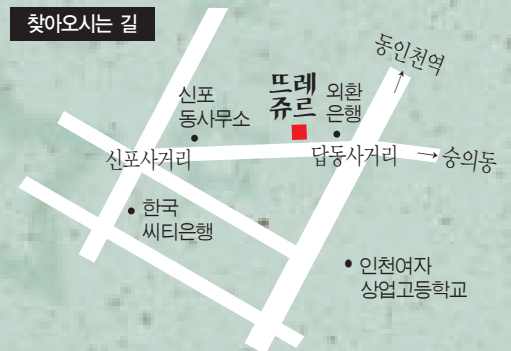 찾아오시는 길
동인천역
뜨레
쥬르
외환
은행
신포
동사무소
신포사거리
답동사거리
→ 숭의동
한국
씨티은행
인천여자
상업고등학교